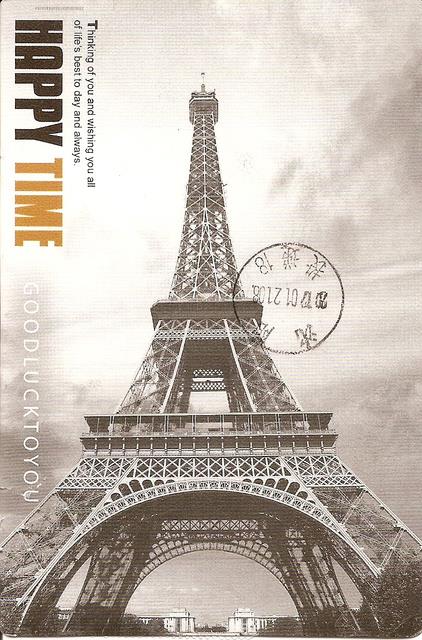 Thinking of you and wishing you all
of life's best to day and always.
HAPPY TIME
GOODLUCKTOYOU